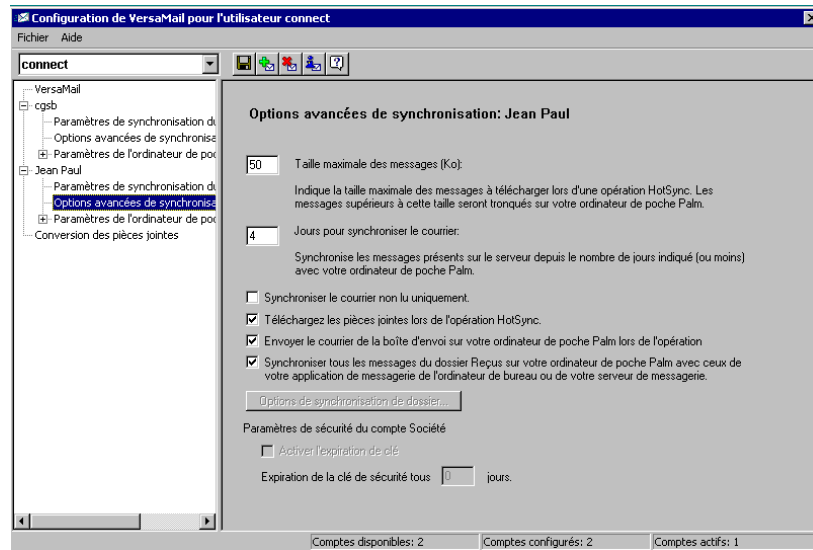 Configuration de VersaMail pour l'utilisateur connect
Fichier Aide
connect
VersaMail
cgsb
Paramètres de synchronisation du
Options avancées de synchronisa
Paramètres de l'ordinateur de po
Jean Paul
Paramètres de synchronisation du
Options avancées de synchronisa
Paramètres de l'ordinateur de po
Conversion des pièces jointes
Options avancées de synchronisation: Jean Paul
50 Taille maximale des messages (Ko):
Indique la taille maximale des messages à télécharger lors d'une opération HotSync. Les
messages supérieurs à cette taille seront tronqués sur votre ordinateur de poche Palm.
4 Jours pour synchroniser le courrier:
Synchronise les messages présents sur le serveur depuis le nombre de jours indiqué (ou moins)
avec votre ordinateur de poche Palm.
Synchroniser le courrier non lu uniquement.
Téléchargez les pièces jointes lors de l'opération HotSync.
Envoyer le courrier de la boîte d'envoi sur votre ordinateur de poche Palm lors de l'opération
Synchroniser tous les messages du dossier Reçus sur votre ordinateur de poche Palm avec ceux de
votre application de messagerie de l'ordinateur de bureau ou de votre serveur de messagerie.
Options de synchronisation de dossier...
Paramètres de sécurité du compte Société
Activer l'expiration de clé
Expiration de la clé de sécurité tous 0 jours.
Comptes disponibles: 2 Comptes configurés: 2 Comptes actifs: 1